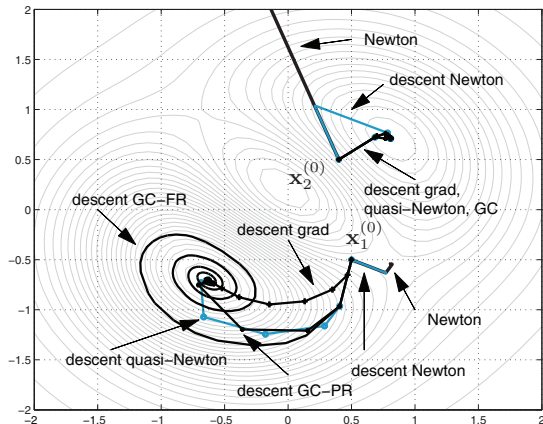 2
1.5
1
0.5
0
−0.5
−1
−1.5
−2
−2
−1.5
−1
−0.5
0
0.5
1
1.5
2
Newton
descent Newton
x_2^{(0)}
descent grad,
quasi−Newton, GC
descent GC−FR
descent grad
x_1^{(0)}
Newton
descent quasi−Newton
descent Newton
descent GC−PR